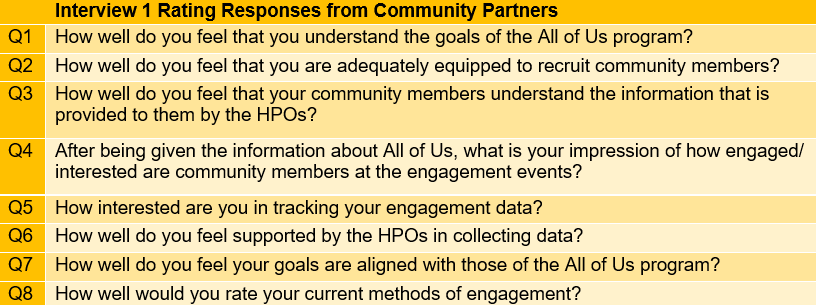 Interview 1 Rating Responses from Community Partners
Q1 How well do you feel that you understand the goals of the All of Us program?
Q2 How well do you feel that you are adequately equipped to recruit community members?
Q3 How well do you feel that your community members understand the information that is
provided to them by the HPOs?
Q4 After being given the information about All of Us, what is your impression of how engaged/
interested are community members at the engagement events?
Q5 How interested are you in tracking your engagement data?
Q6 How well do you feel supported by the HPOs in collecting data?
Q7 How well do you feel your goals are aligned with those of the All of Us program?
Q8 How well would you rate your current methods of engagement?